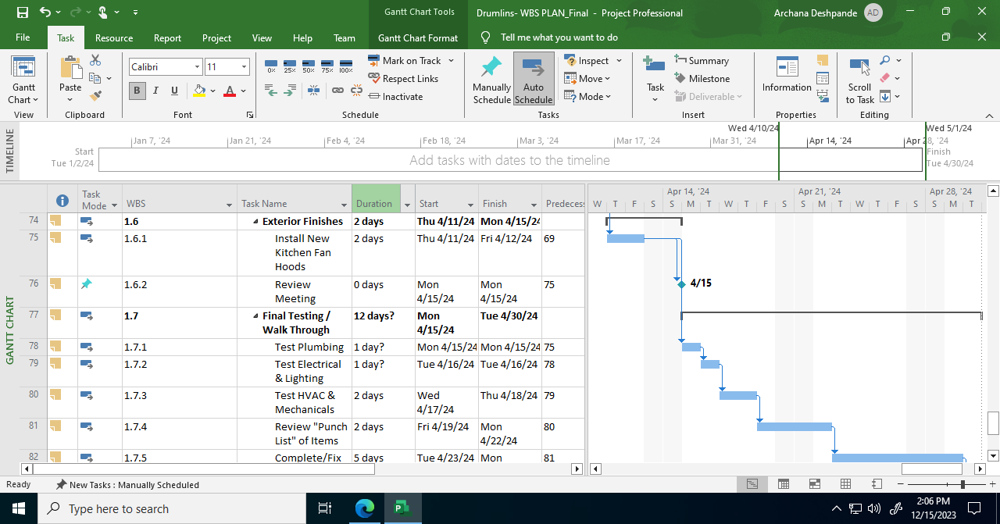 Gantt Chart Tools
Drumlins- WBS PLAN_Final - Project Professional
Archana Deshpande
AD
File
Task
Resource
Report
Project
View
Help
Team
Gantt Chart Format
Tell me what you want to do
Gantt
Chart
View
Paste
Clipboard
Calibri
11
B
I
U
A
Font
0%
25%
50%
75%
100%
Mark on Track
Respect Links
Inactivate
Schedule
Manually
Schedule
Auto
Schedule
Inspect
Move
Mode
Tasks
Task
Summary
Milestone
Deliverable
Insert
Information
Properties
Scroll
to Task
Editing
TIMELINE
Wed 4/10/24
Wed 5/1/24
Jan 7, '24
Jan 21, '24
Feb 4, '24
Feb 18, '24
Mar 3, '24
Mar 17, '24
Mar 31, '24
Apr 14, '24
Apr 28, '24
Start
Tue 1/2/24
Add tasks with dates to the timeline
Finish
Tue 4/30/24
GANTT CHART
Task
Mode
WBS
Task Name
Duration
Start
Finish
Predecess
Apr 14, '24
Apr 21, '24
Apr 28, '24
W T F S S M T W T F S S M T W T F S S M T
74 1.6 Exterior Finishes 2 days Thu 4/11/24 Mon 4/15/24
75 1.6.1 Install New 2 days Thu 4/11/24 Fri 4/12/24 69
Kitchen Fan
Hoods
76 1.6.2 Review 0 days Mon Mon 75
Meeting 4/15/24 4/15/24
4/15
77 1.7 Final Testing / 12 days? Mon Tue 4/30/24
Walk Through 4/15/24
78 1.7.1 Test Plumbing 1 day? Mon 4/15/24 Mon 4/15/24 75
79 1.7.2 Test Electrical 1 day? Tue 4/16/24 Tue 4/16/24 78
& Lighting
80 1.7.3 Test HVAC & 2 days Wed Thu 4/18/24 79
Mechanicals 4/17/24
81 1.7.4 Review "Punch 2 days Fri 4/19/24 Mon 80
List" of Items 4/22/24
82 1.7.5 Complete/Fix 5 days Tue 4/23/24 Mon 81
Ready
New Tasks : Manually Scheduled
Type here to search
2:06 PM
12/15/2023